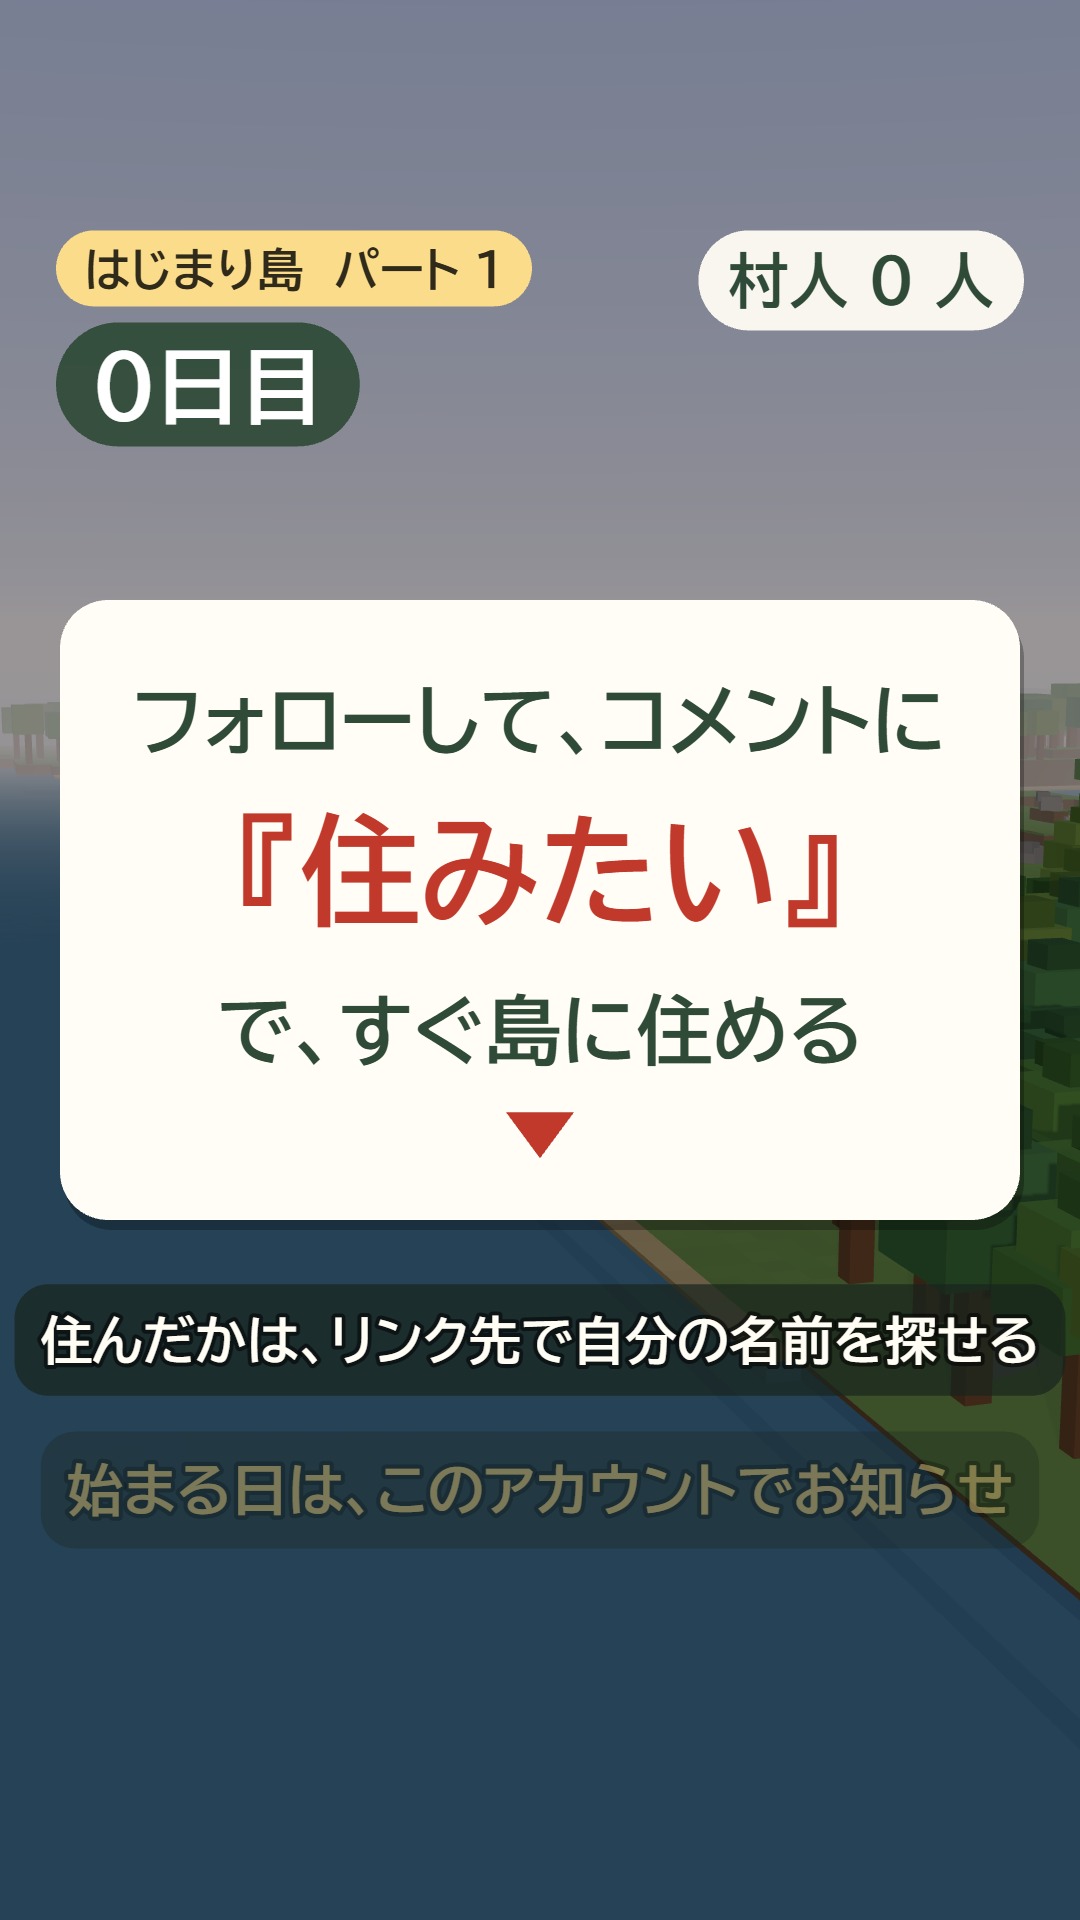 はじまり島 パート 1
村人 0 人
0日目
フォローして、コメントに
『住みたい』
で、すぐ島に住める
住んだかは、リンク先で自分の名前を探せる
始まる日は、このアカウントでお知らせ